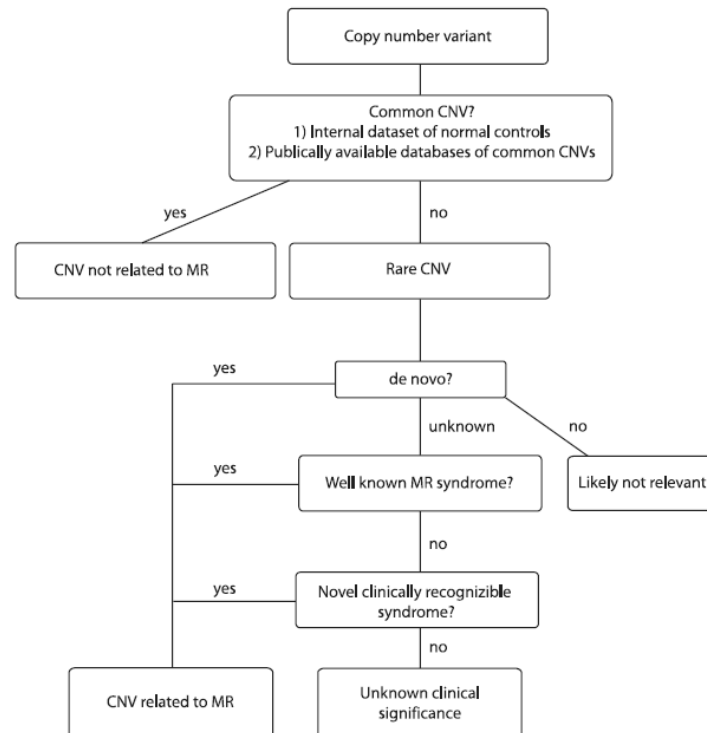 Copy number variant
Common CNV?
1) Internal dataset of normal controls
2) Publically available databases of common CNVs
yes
no
CNV not related to MR
Rare CNV
yes
de novo?
unknown
no
yes
Well known MR syndrome?
Likely not relevant
no
yes
Novel clinically recognizible
syndrome?
no
CNV related to MR
Unknown clinical
significance